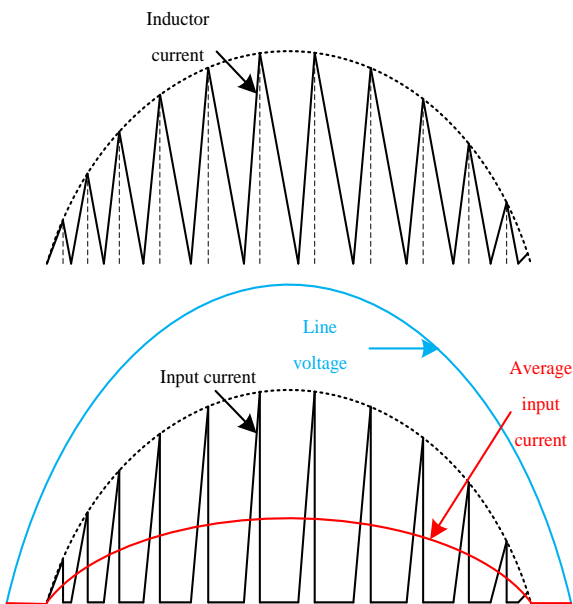 Inductor
current
Line
voltage
Input current
Average
input
current